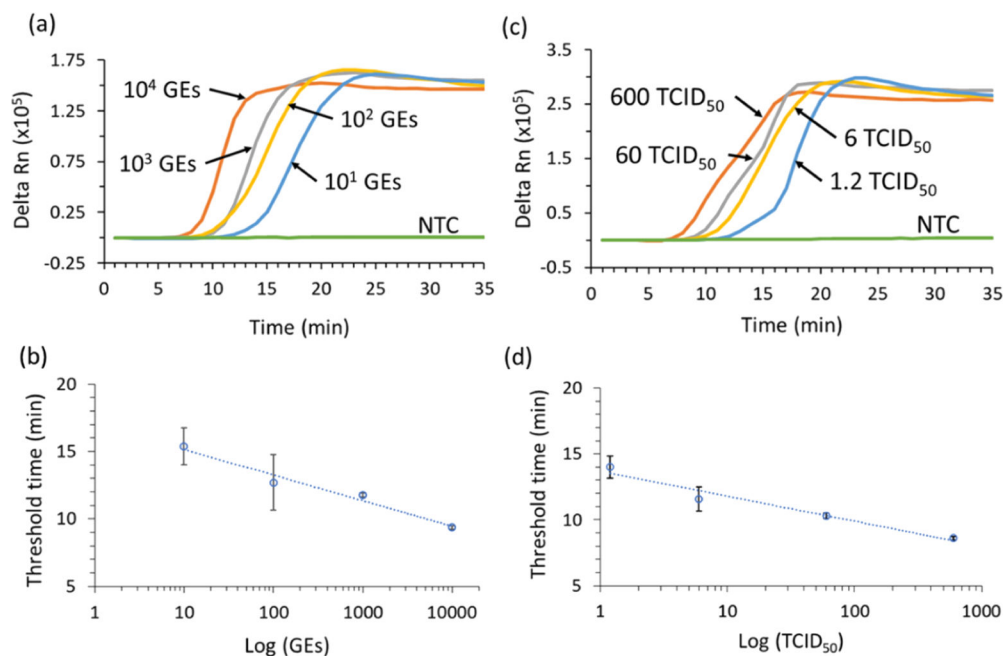 (a)
1.75
1.25
0.75
0.25
-0.25
Delta Rn (x10⁵)
10⁴ GEs
10³ GEs
10² GEs
10¹ GEs
NTC
0 5 10 15 20 25 30 35
Time (min)
(c)
3.5
2.5
1.5
0.5
-0.5
Delta Rn (x10⁵)
600 TCID₅₀
60 TCID₅₀
6 TCID₅₀
1.2 TCID₅₀
NTC
0 5 10 15 20 25 30 35
Time (min)
(b)
20
15
10
5
Threshold time (min)
1 10 100 1000 10000
Log (GEs)
(d)
20
15
10
5
Threshold time (min)
1 10 100 1000
Log (TCID₅₀)